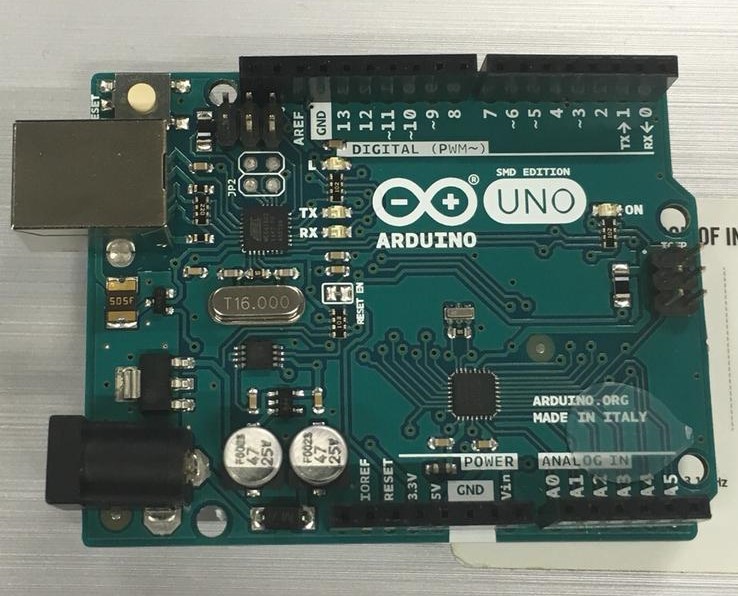 RESET
AREF
GND
13
12
~11
~10
~9
8
7
~6
~5
4
~3
2
TX→1
RX←0
DIGITAL (PWM~)
JP2
L
TX
RX
SMD EDITION
UNO
®
ARDUINO
ON
OF IN
ICSP
T16.000
RESET EN
ARDUINO.ORG
MADE IN ITALY
47
25V
47
25V
POWER
ANALOG IN
IOREF
RESET
3.3V
5V
GND
Vin
A0
A1
A2
A3
A4
A5
Hz